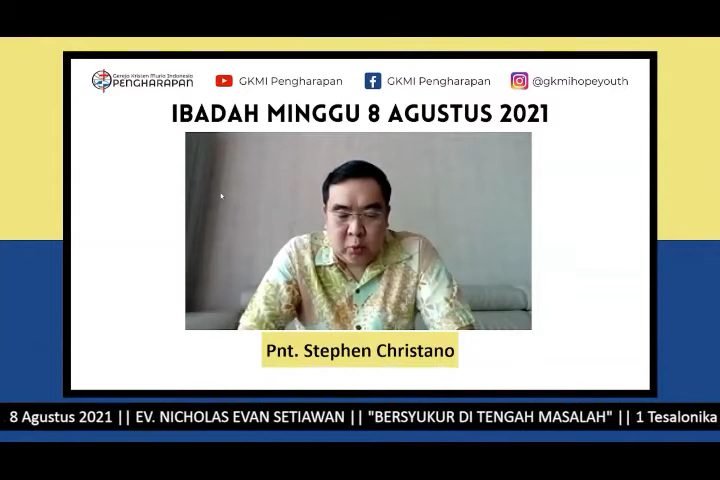 Gereja Kristen Muria Indonesia
PENGHARAPAN
GKMI Pengharapan
GKMI Pengharapan
@gkmihopeyouth
IBADAH MINGGU 8 AGUSTUS 2021
Pnt. Stephen Christano
8 Agustus 2021 || EV. NICHOLAS EVAN SETIAWAN || "BERSYUKUR DI TENGAH MASALAH" || 1 Tesalonika